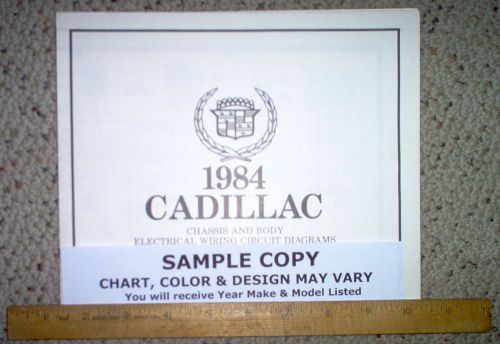 1984
CADILLAC
CHASSIS AND BODY
ELECTRICAL WIRING CIRCUIT DIAGRAMS
SAMPLE COPY
CHART, COLOR & DESIGN MAY VARY
You will receive Year Make & Model Listed